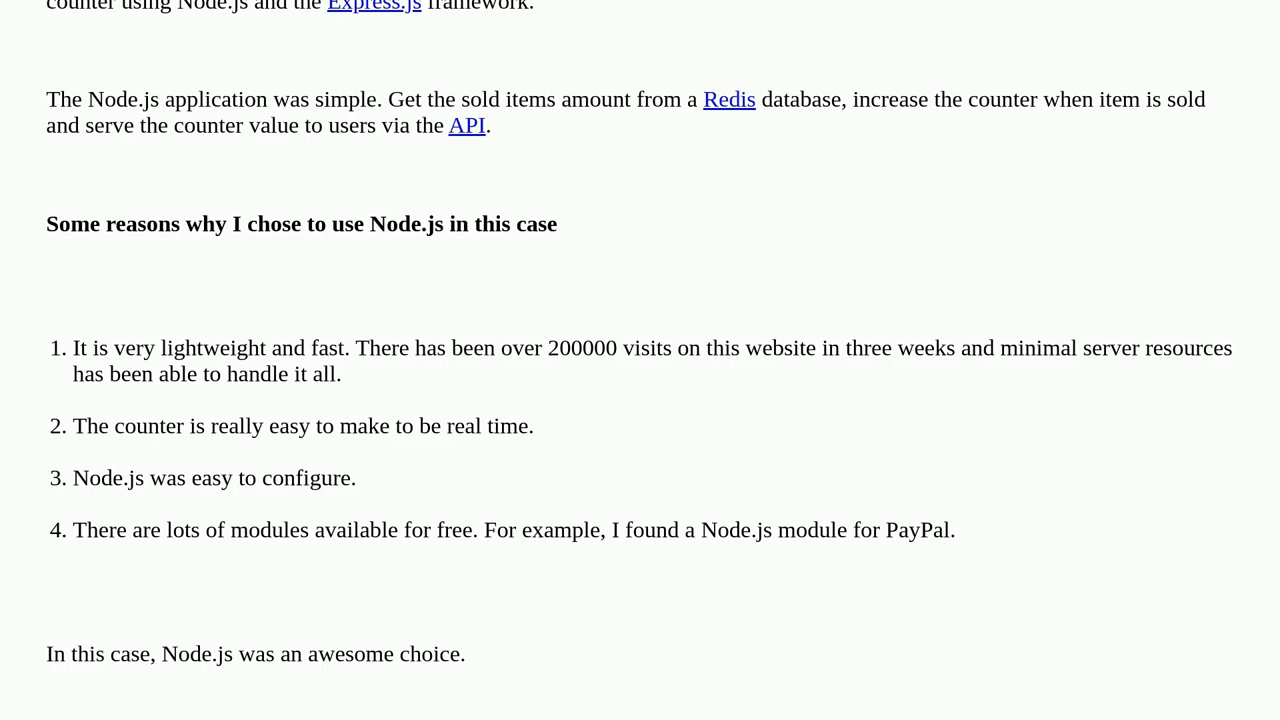 counter using Node.js and the Express.js framework.
The Node.js application was simple. Get the sold items amount from a Redis database, increase the counter when item is sold
and serve the counter value to users via the API.
Some reasons why I chose to use Node.js in this case
1. It is very lightweight and fast. There has been over 200000 visits on this website in three weeks and minimal server resources
has been able to handle it all.
2. The counter is really easy to make to be real time.
3. Node.js was easy to configure.
4. There are lots of modules available for free. For example, I found a Node.js module for PayPal.
In this case, Node.js was an awesome choice.